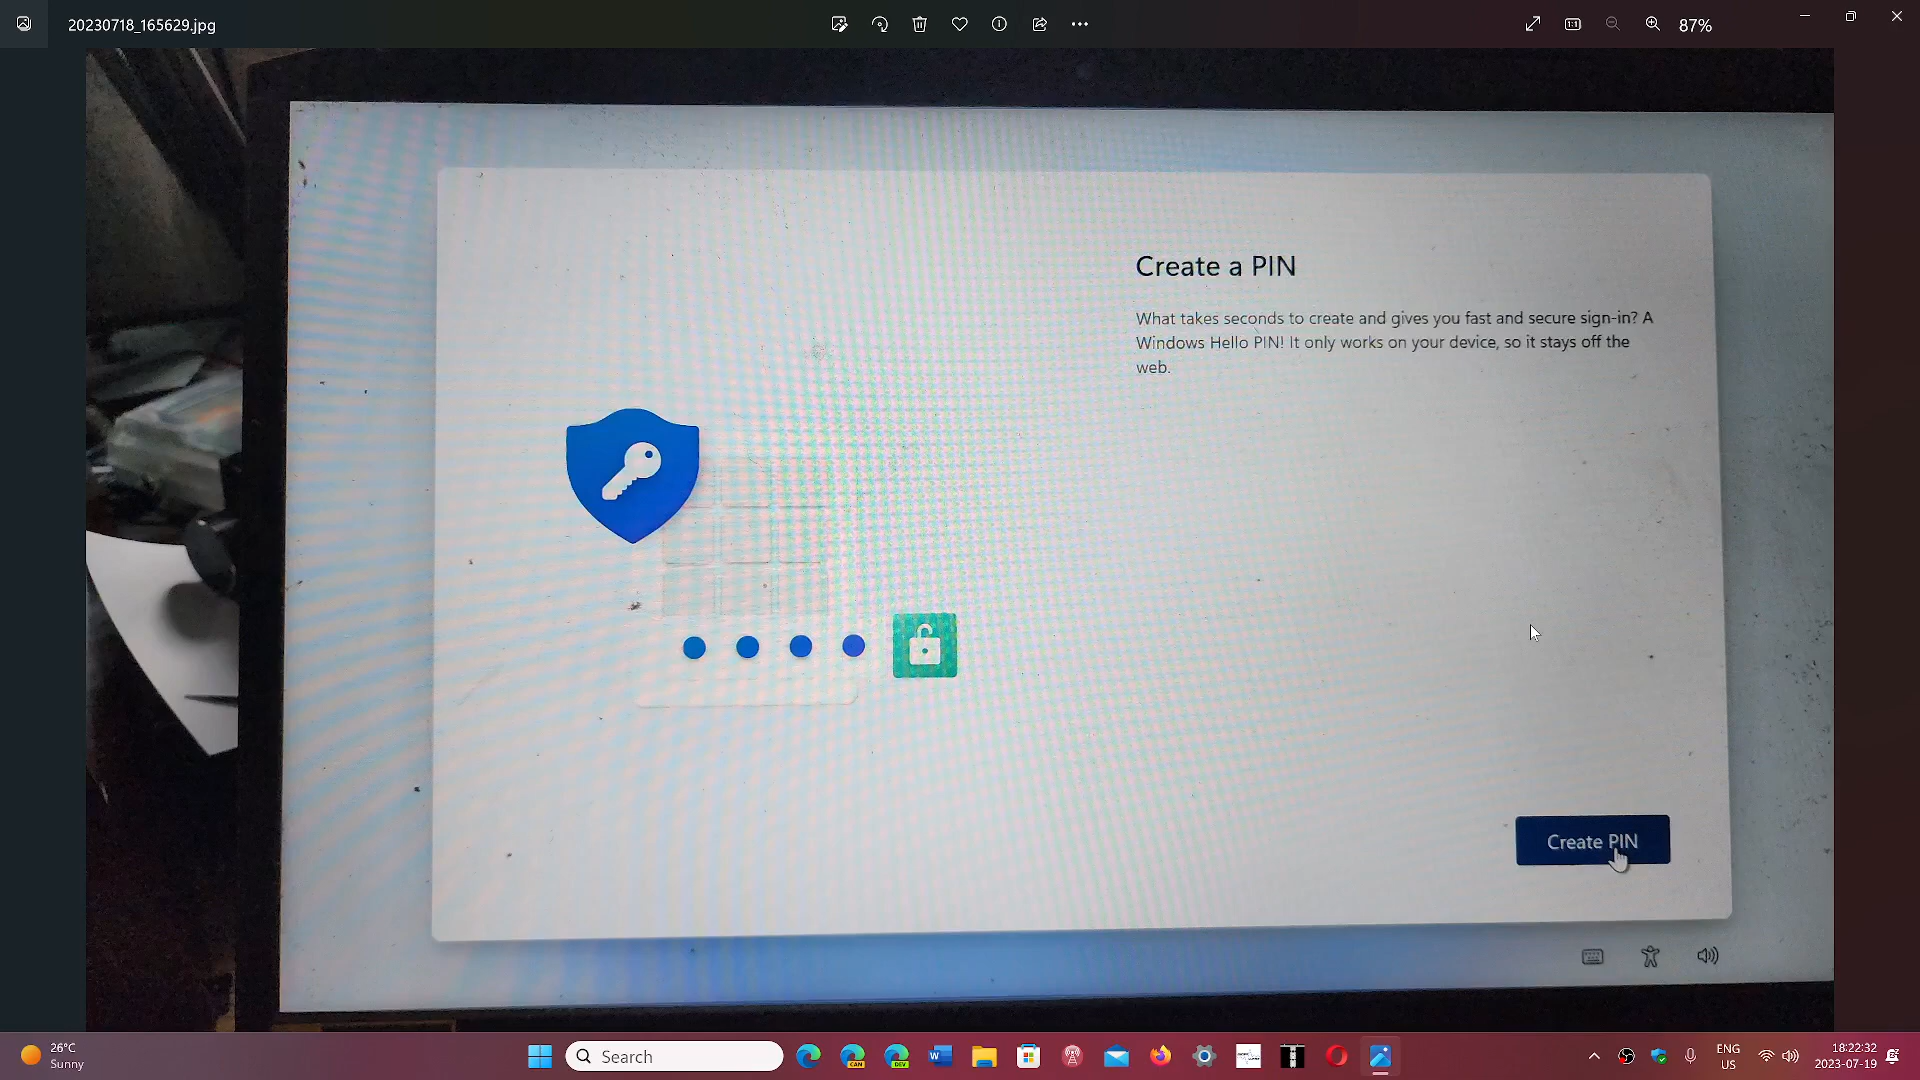 20230718_165629.jpg
87%
Create a PIN
What takes seconds to create and gives you fast and secure sign-in? A
Windows Hello PIN! It only works on your device, so it stays off the
web.
Create PIN
26°C
Sunny
Search
CAN
DEV
ENG
US
18:22:32
2023-07-19